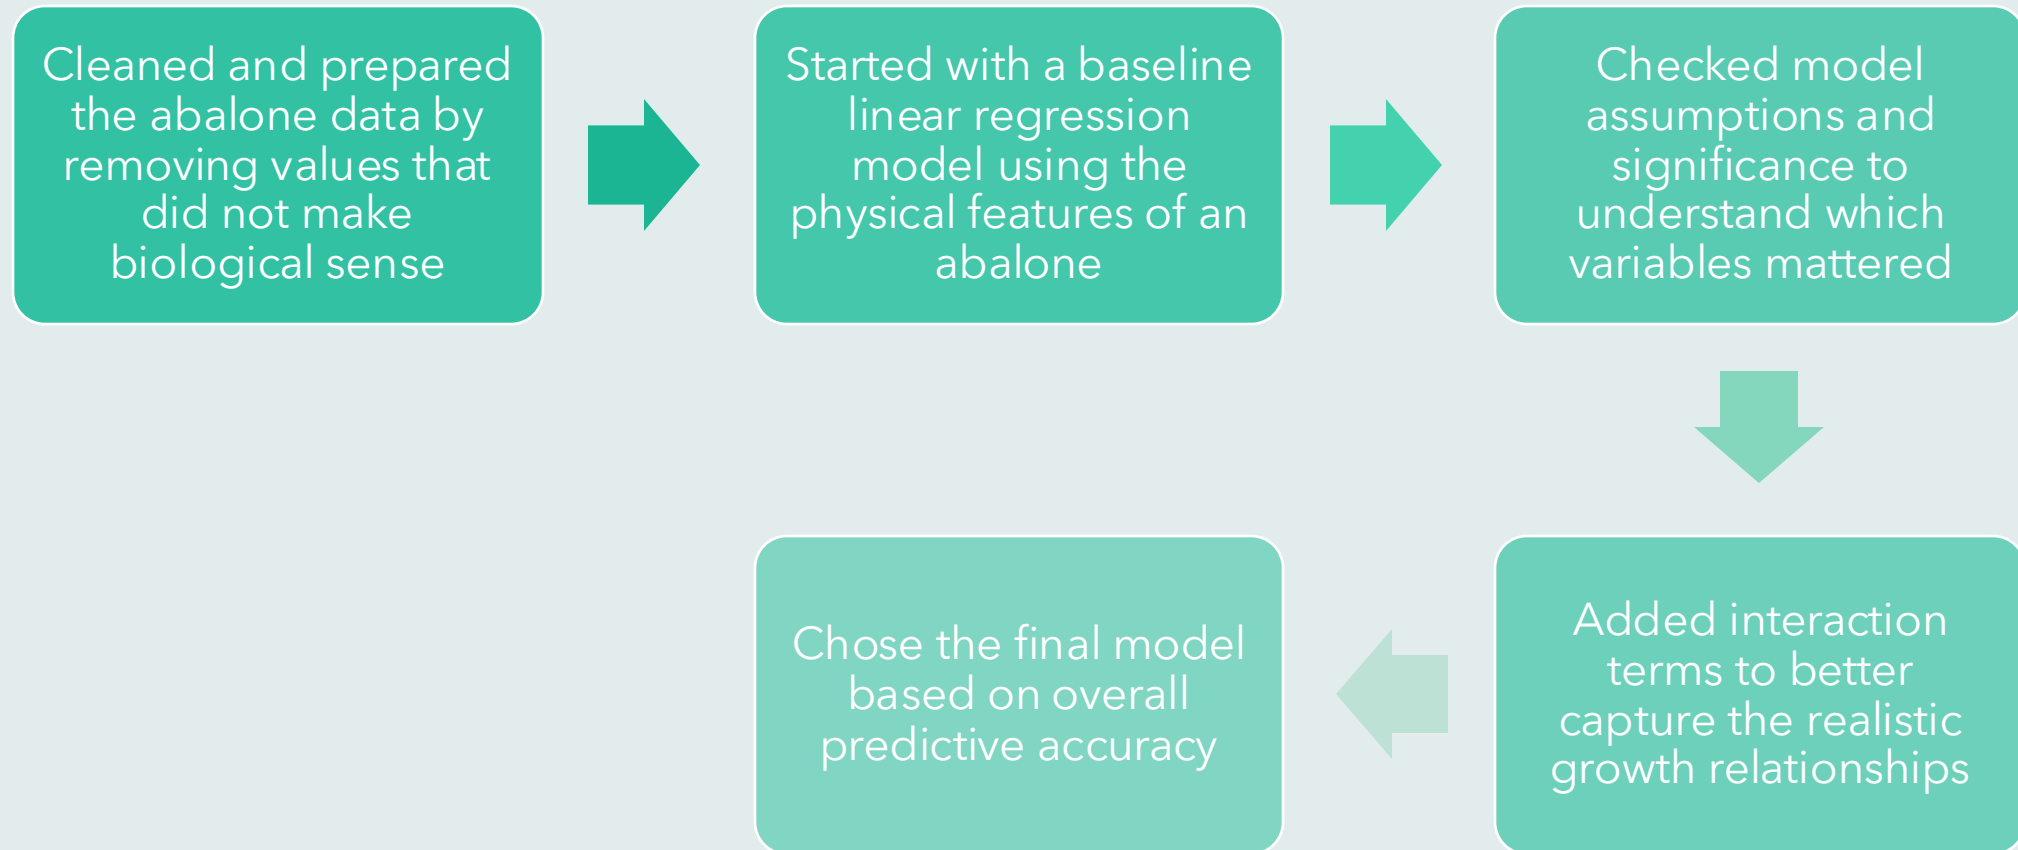 Cleaned and prepared
the abalone data by
removing values that
did not make
biological sense
Started with a baseline
linear regression
model using the
physical features of an
abalone
Checked model
assumptions and
significance to
understand which
variables mattered
Added interaction
terms to better
capture the realistic
growth relationships
Chose the final model
based on overall
predictive accuracy